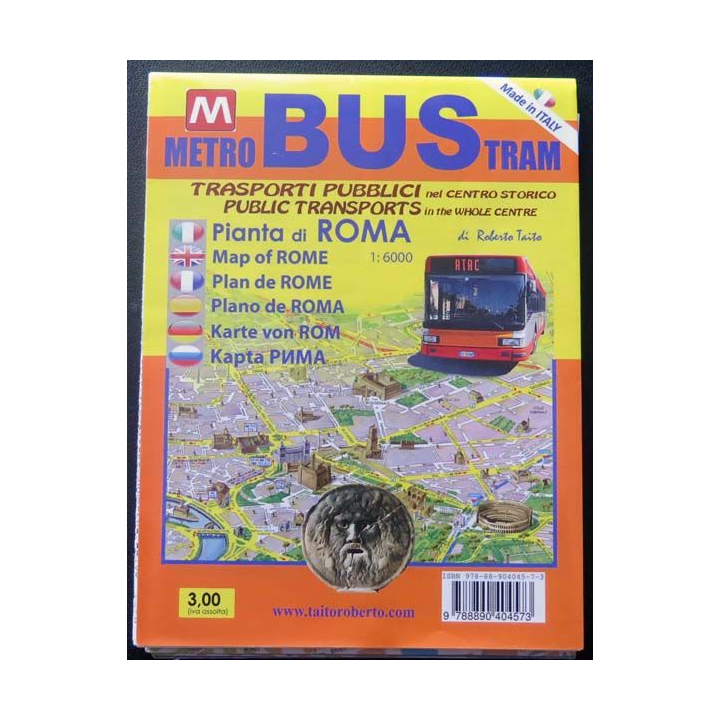 Made in ITALY
M
METRO BUS TRAM
TRASPORTI PUBBLICI nel CENTRO STORICO
PUBLIC TRANSPORTS in the WHOLE CENTRE
Pianta di ROMA
di Roberto Taito
Map of ROME 1:6000
Plan de ROME
Plano de ROMA
Karte von ROM
Карта РИМА
ATAC
ISBN 978-88-904045-7-3
9 788890 404573
3,00
(iva assolta)
www.taitoroberto.com